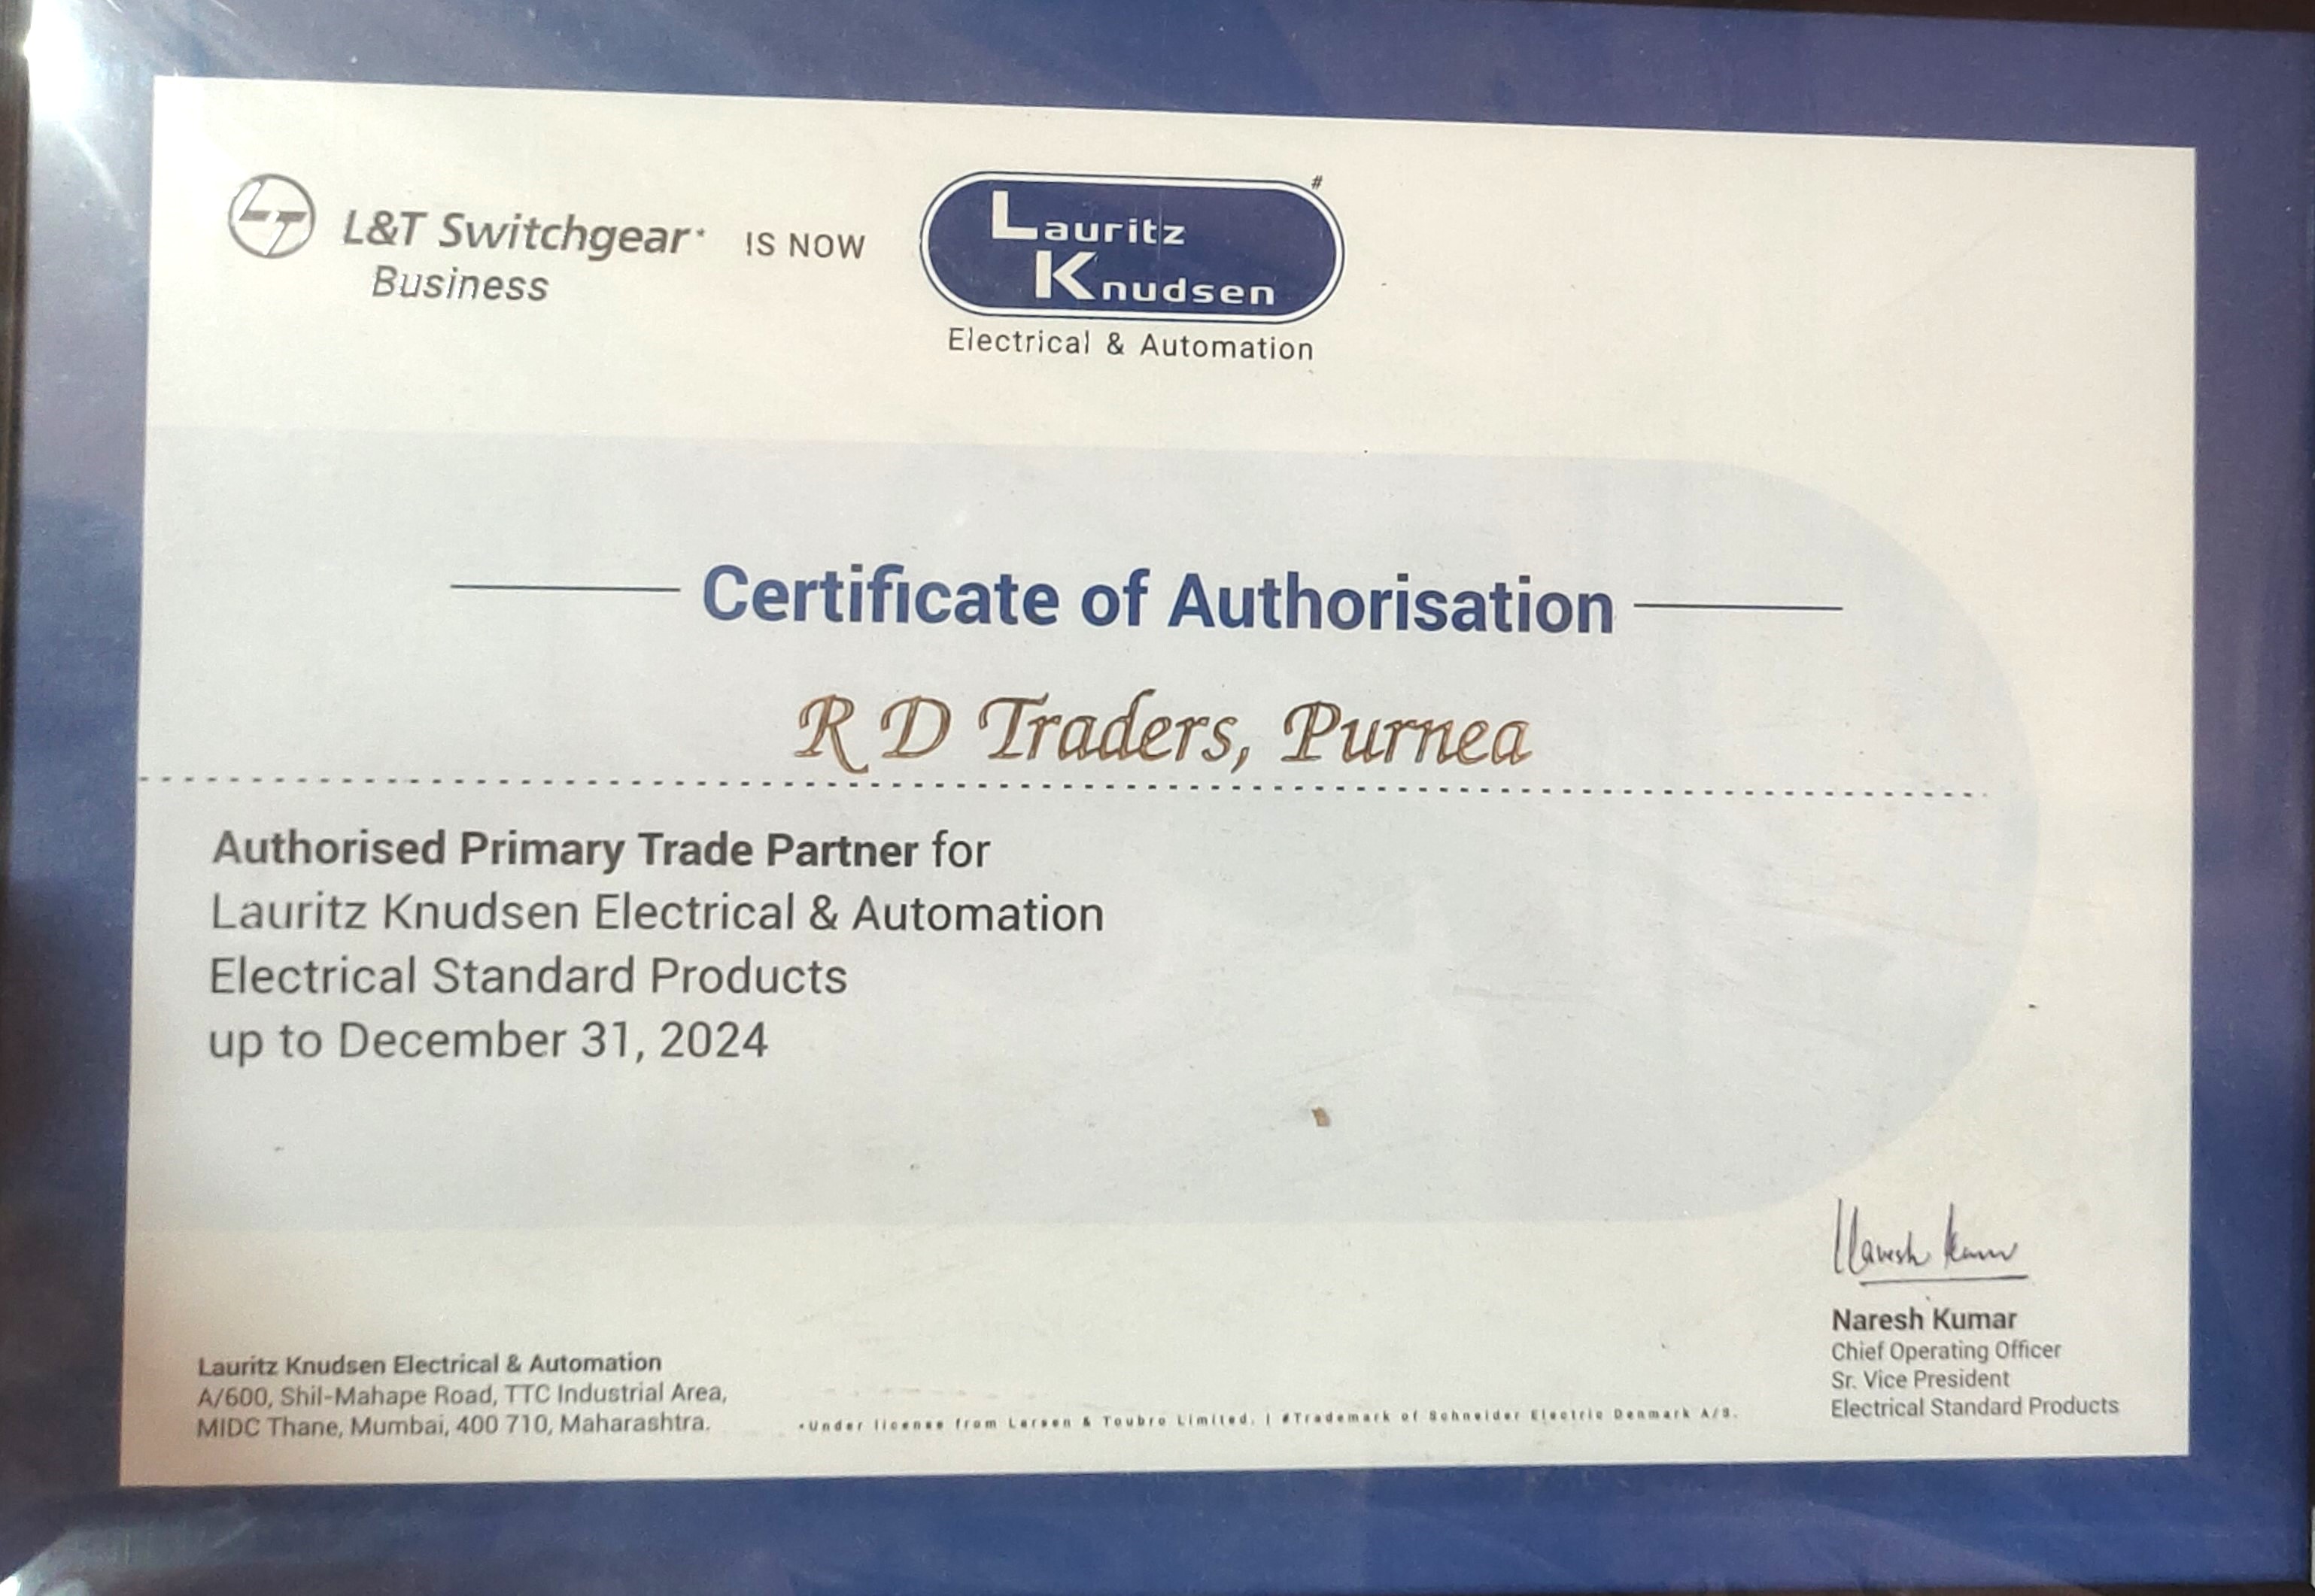 L&T Switchgear* IS NOW Lauritz Knudsen#
Business
Electrical & Automation
Certificate of Authorisation
R D Traders, Purnea
Authorised Primary Trade Partner for
Lauritz Knudsen Electrical & Automation
Electrical Standard Products
up to December 31, 2024
Naresh Kumar
Naresh Kumar
Chief Operating Officer
Sr. Vice President
Electrical Standard Products
Lauritz Knudsen Electrical & Automation
A/600, Shil-Mahape Road, TTC Industrial Area,
MIDC Thane, Mumbai, 400 710, Maharashtra.
*Under license from Larsen & Toubro Limited. | #Trademark of Schneider Electric Denmark A/S.